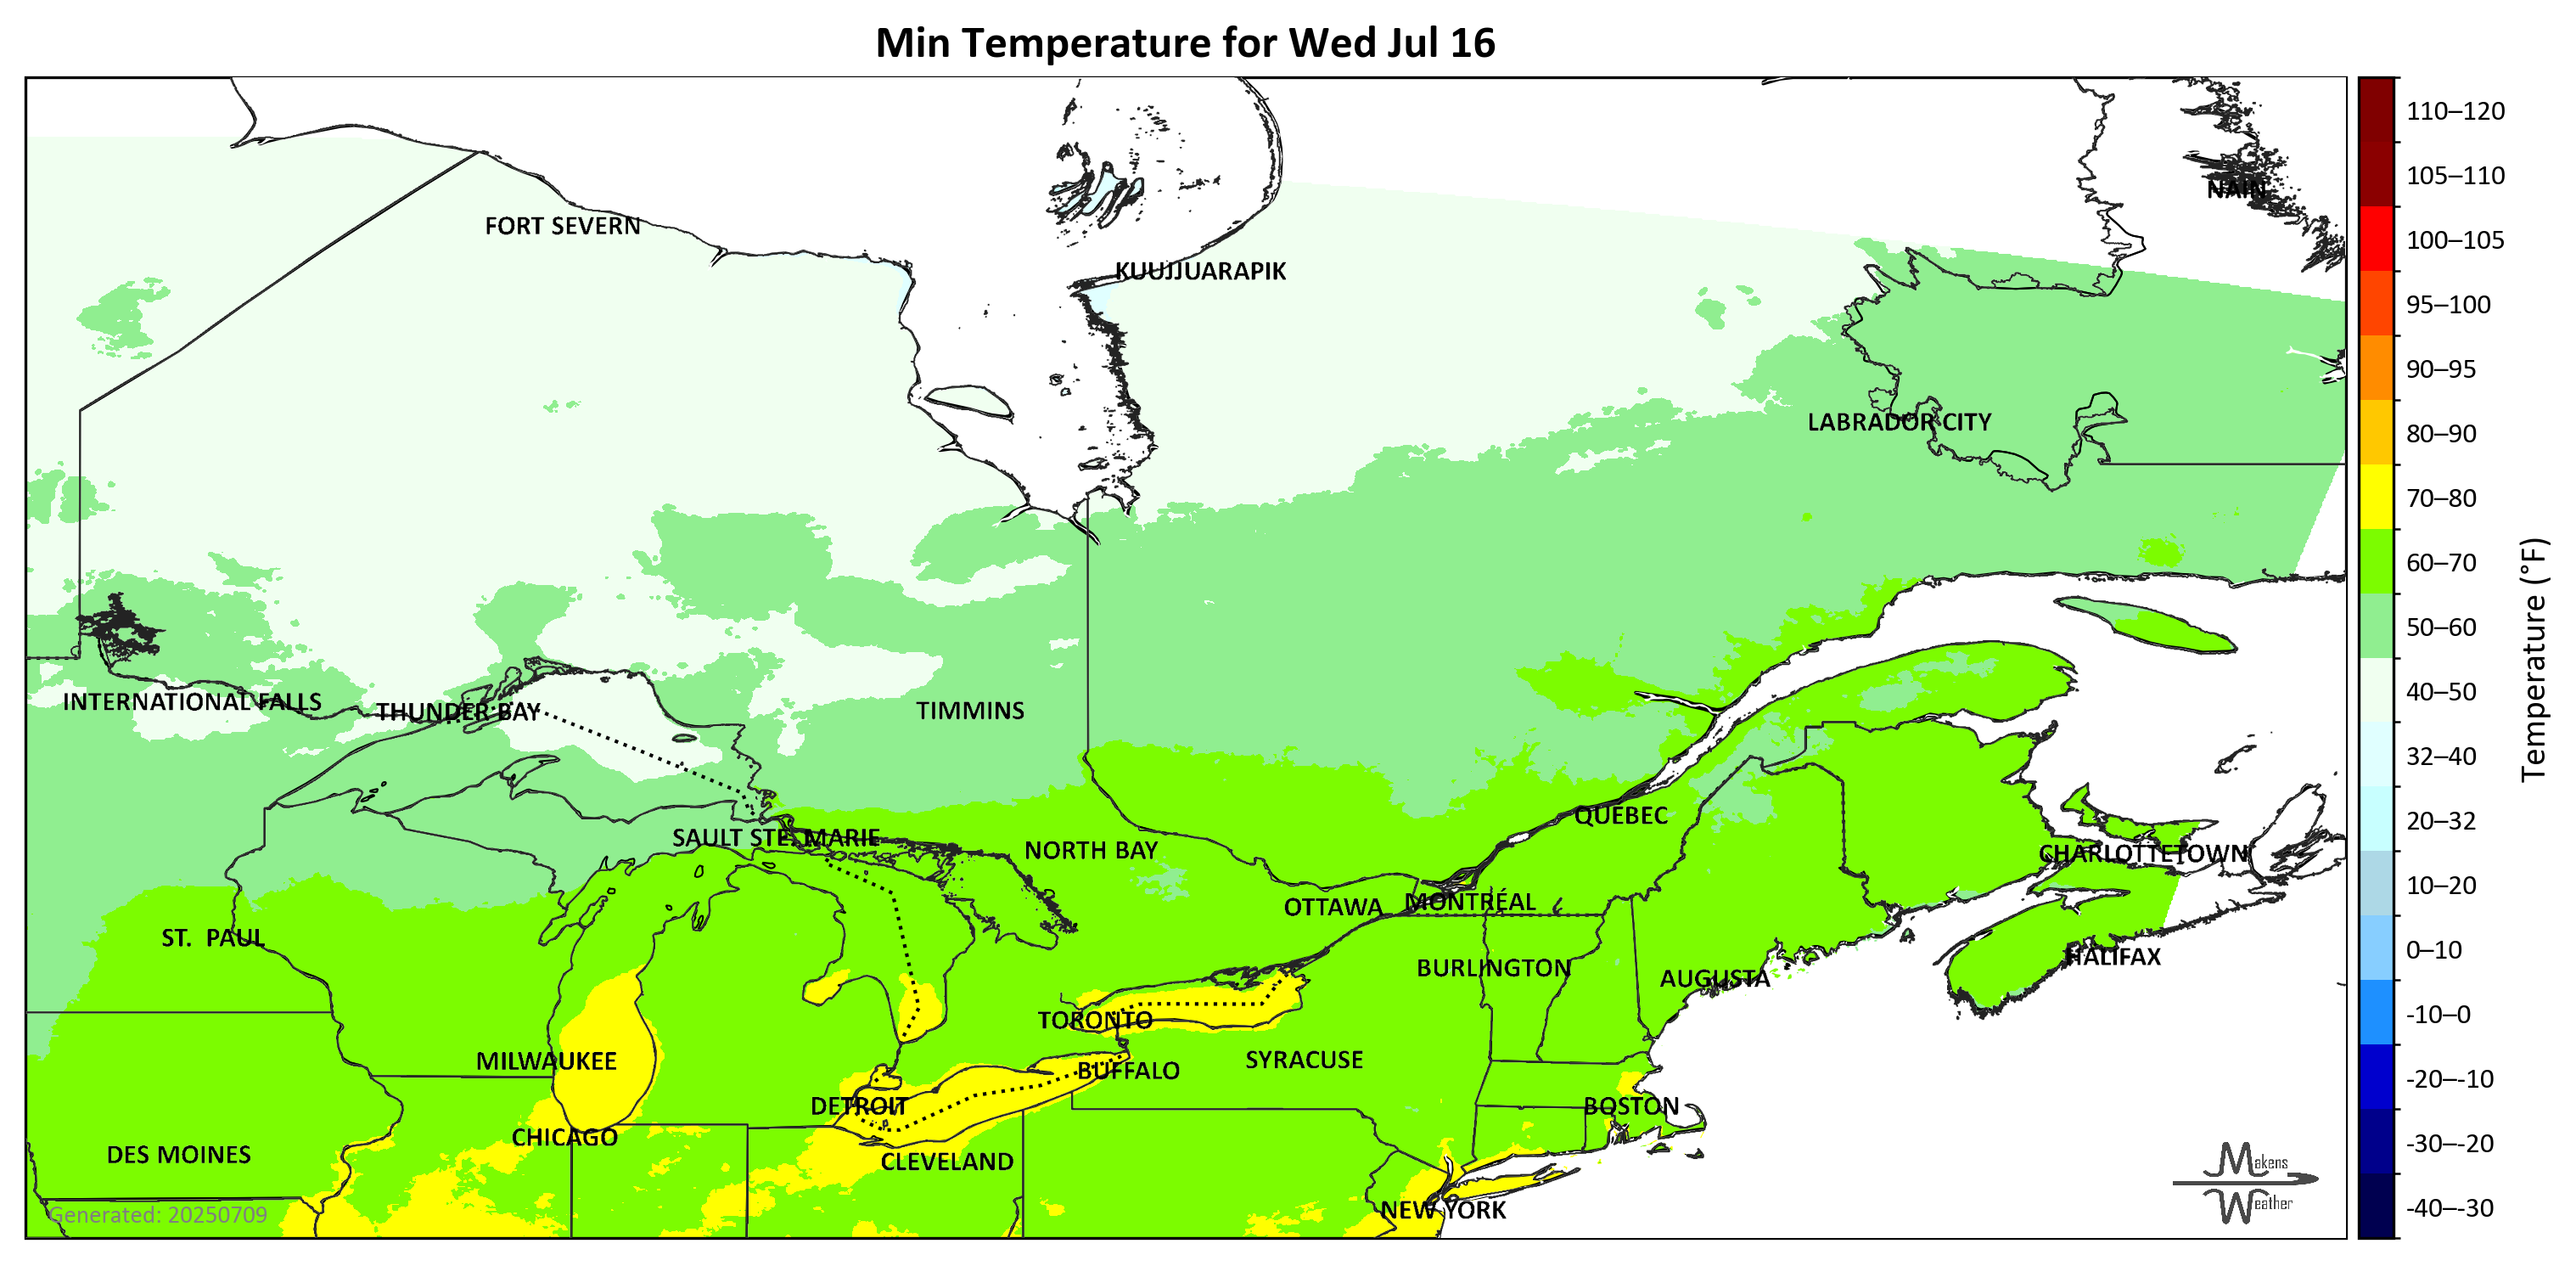 Min Temperature for Wed Jul 16
110–120
105–110
NAIN
100–105
FORT SEVERN
KUUJJUARAPIK
95–100
90–95
LABRADOR CITY
80–90
70–80
60–70
50–60
Temperature (°F)
INTERNATIONAL FALLS
THUNDER BAY
TIMMINS
40–50
32–40
QUÉBEC
20–32
SAULT STE. MARIE
NORTH BAY
CHARLOTTETOWN
10–20
OTTAWA
MONTRÉAL
ST. PAUL
0–10
HALIFAX
BURLINGTON
AUGUSTA
-10–0
TORONTO
MILWAUKEE
BUFFALO
SYRACUSE
-20–-10
DETROIT
BOSTON
CHICAGO
-30–-20
DES MOINES
CLEVELAND
Makens
Weather
NEW YORK
-40–-30
Generated: 20250709